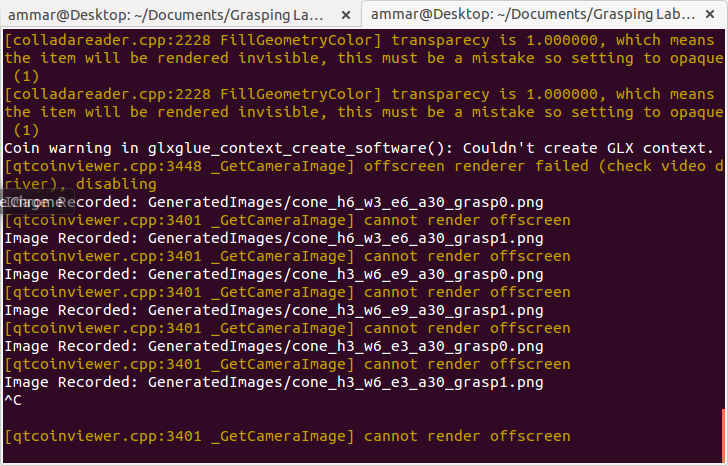 ammar@Desktop: ~/Documents/Grasping La... × ammar@Desktop: ~/Documents/Grasping Lab... ×
[colladareader.cpp:2228 FillGeometryColor] transparecy is 1.000000, which means
the item will be rendered invisible, this must be a mistake so setting to opaque
(1)
[colladareader.cpp:2228 FillGeometryColor] transparecy is 1.000000, which means
the item will be rendered invisible, this must be a mistake so setting to opaque
(1)
Coin warning in glxglue_context_create_software(): Couldn't create GLX context.
[qtcoinviewer.cpp:3448 _GetCameraImage] offscreen renderer failed (check video d
river), disabling
Recorded: GeneratedImages/cone_h6_w3_e6_a30_grasp0.png
[qtcoinviewer.cpp:3401 _GetCameraImage] cannot render offscreen
Image Recorded: GeneratedImages/cone_h6_w3_e6_a30_grasp1.png
[qtcoinviewer.cpp:3401 _GetCameraImage] cannot render offscreen
Image Recorded: GeneratedImages/cone_h3_w6_e9_a30_grasp0.png
[qtcoinviewer.cpp:3401 _GetCameraImage] cannot render offscreen
Image Recorded: GeneratedImages/cone_h3_w6_e9_a30_grasp1.png
[qtcoinviewer.cpp:3401 _GetCameraImage] cannot render offscreen
Image Recorded: GeneratedImages/cone_h3_w6_e3_a30_grasp0.png
[qtcoinviewer.cpp:3401 _GetCameraImage] cannot render offscreen
Image Recorded: GeneratedImages/cone_h3_w6_e3_a30_grasp1.png
^C
[qtcoinviewer.cpp:3401 _GetCameraImage] cannot render offscreen